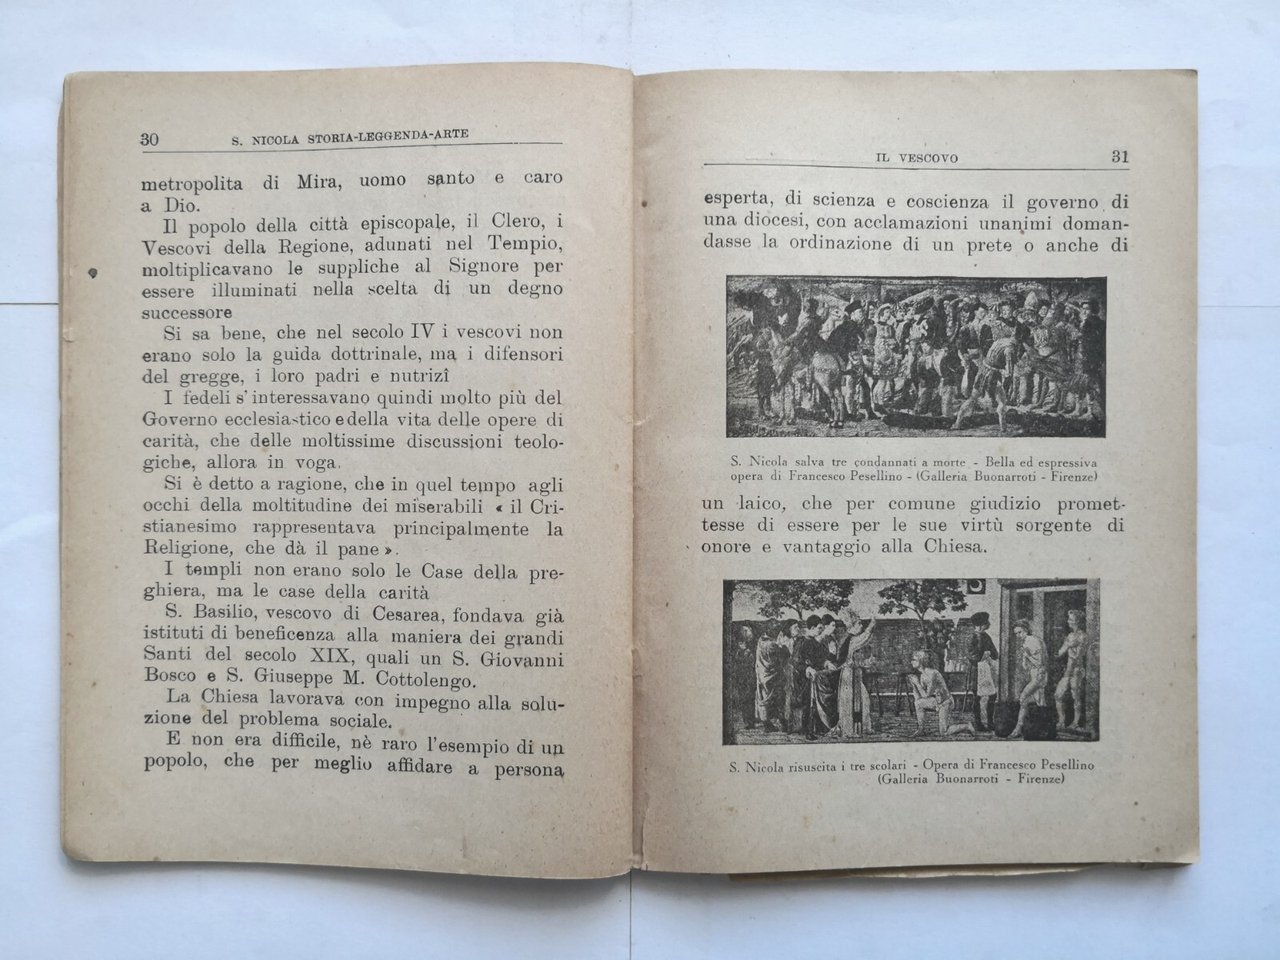 30
S. NICOLA STORIA-LEGGENDA-ARTE
metropolita di Mira, uomo santo e caro
a Dio.
Il popolo della città episcopale, il Clero, i
Vescovi della Regione, adunati nel Tempio,
moltiplicavano le suppliche al Signore per
essere illuminati nella scelta di un degno
successore
Si sa bene, che nel secolo IV i vescovi non
erano solo la guida dottrinale, ma i difensori
del gregge, i loro padri e nutrizî
I fedeli s'interessavano quindi molto più del
Governo ecclesiastico e della vita delle opere di
carità, che delle moltissime discussioni teolo-
giche, allora in voga.
Si è detto a ragione, che in quel tempo agli
occhi della moltitudine dei miserabili « il Cri-
stianesimo rappresentava principalmente la
Religione, che dà il pane ».
I templi non erano solo le Case della pre-
ghiera, ma le case della carità
S. Basilio, vescovo di Cesarea, fondava già
istituti di beneficenza alla maniera dei grandi
Santi del secolo XIX, quali un S. Giovanni
Bosco e S. Giuseppe M. Cottolengo.
La Chiesa lavorava con impegno alla solu-
zione del problema sociale.
E non era difficile, nè raro l'esempio di un
popolo, che per meglio affidare a persona
IL VESCOVO
31
esperta, di scienza e coscienza il governo di
una diocesi, con acclamazioni unanimi doman-
dasse la ordinazione di un prete o anche di
S. Nicola salva tre condannati a morte - Bella ed espressiva
opera di Francesco Pesellino - (Galleria Buonarroti - Firenze)
un laico, che per comune giudizio promet-
tesse di essere per le sue virtù sorgente di
onore e vantaggio alla Chiesa.
S. Nicola risuscita i tre scolari - Opera di Francesco Pesellino
(Galleria Buonarroti - Firenze)